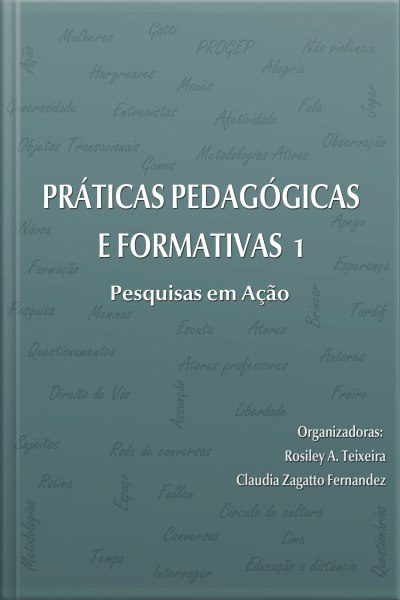 Mulheres
Gatti
PROGEP
Não violência
Ação
Hargreaves
Alegria
Manês
Jogar
Generosidade
Entrevistas
Afetividade
Fala
Objetos Transacionais
Metodologias Ativas
Observação
Games
PRÁTICAS PEDAGÓGICAS
E FORMATIVAS 1
Nóvoa
Apego
Formação
Esperança
Pesquisas em Ação
Pesquisa
Meninas
Brincar
Tardif
Escuta
Atores
Questionamentos
Atores professores
Autores
Direito de Voz
Ascensão
Freire
Liberdade
Organizadoras:
Sujeitos
Roda de conversas
Rosiley A. Teixeira
Rotina
Espaço
Fullan
Claudia Zagatto Fernandez
Metodologias
Círculo de cultura
Questionários
Conversas
Lima
Tempo
Interrogar
Educação a distância